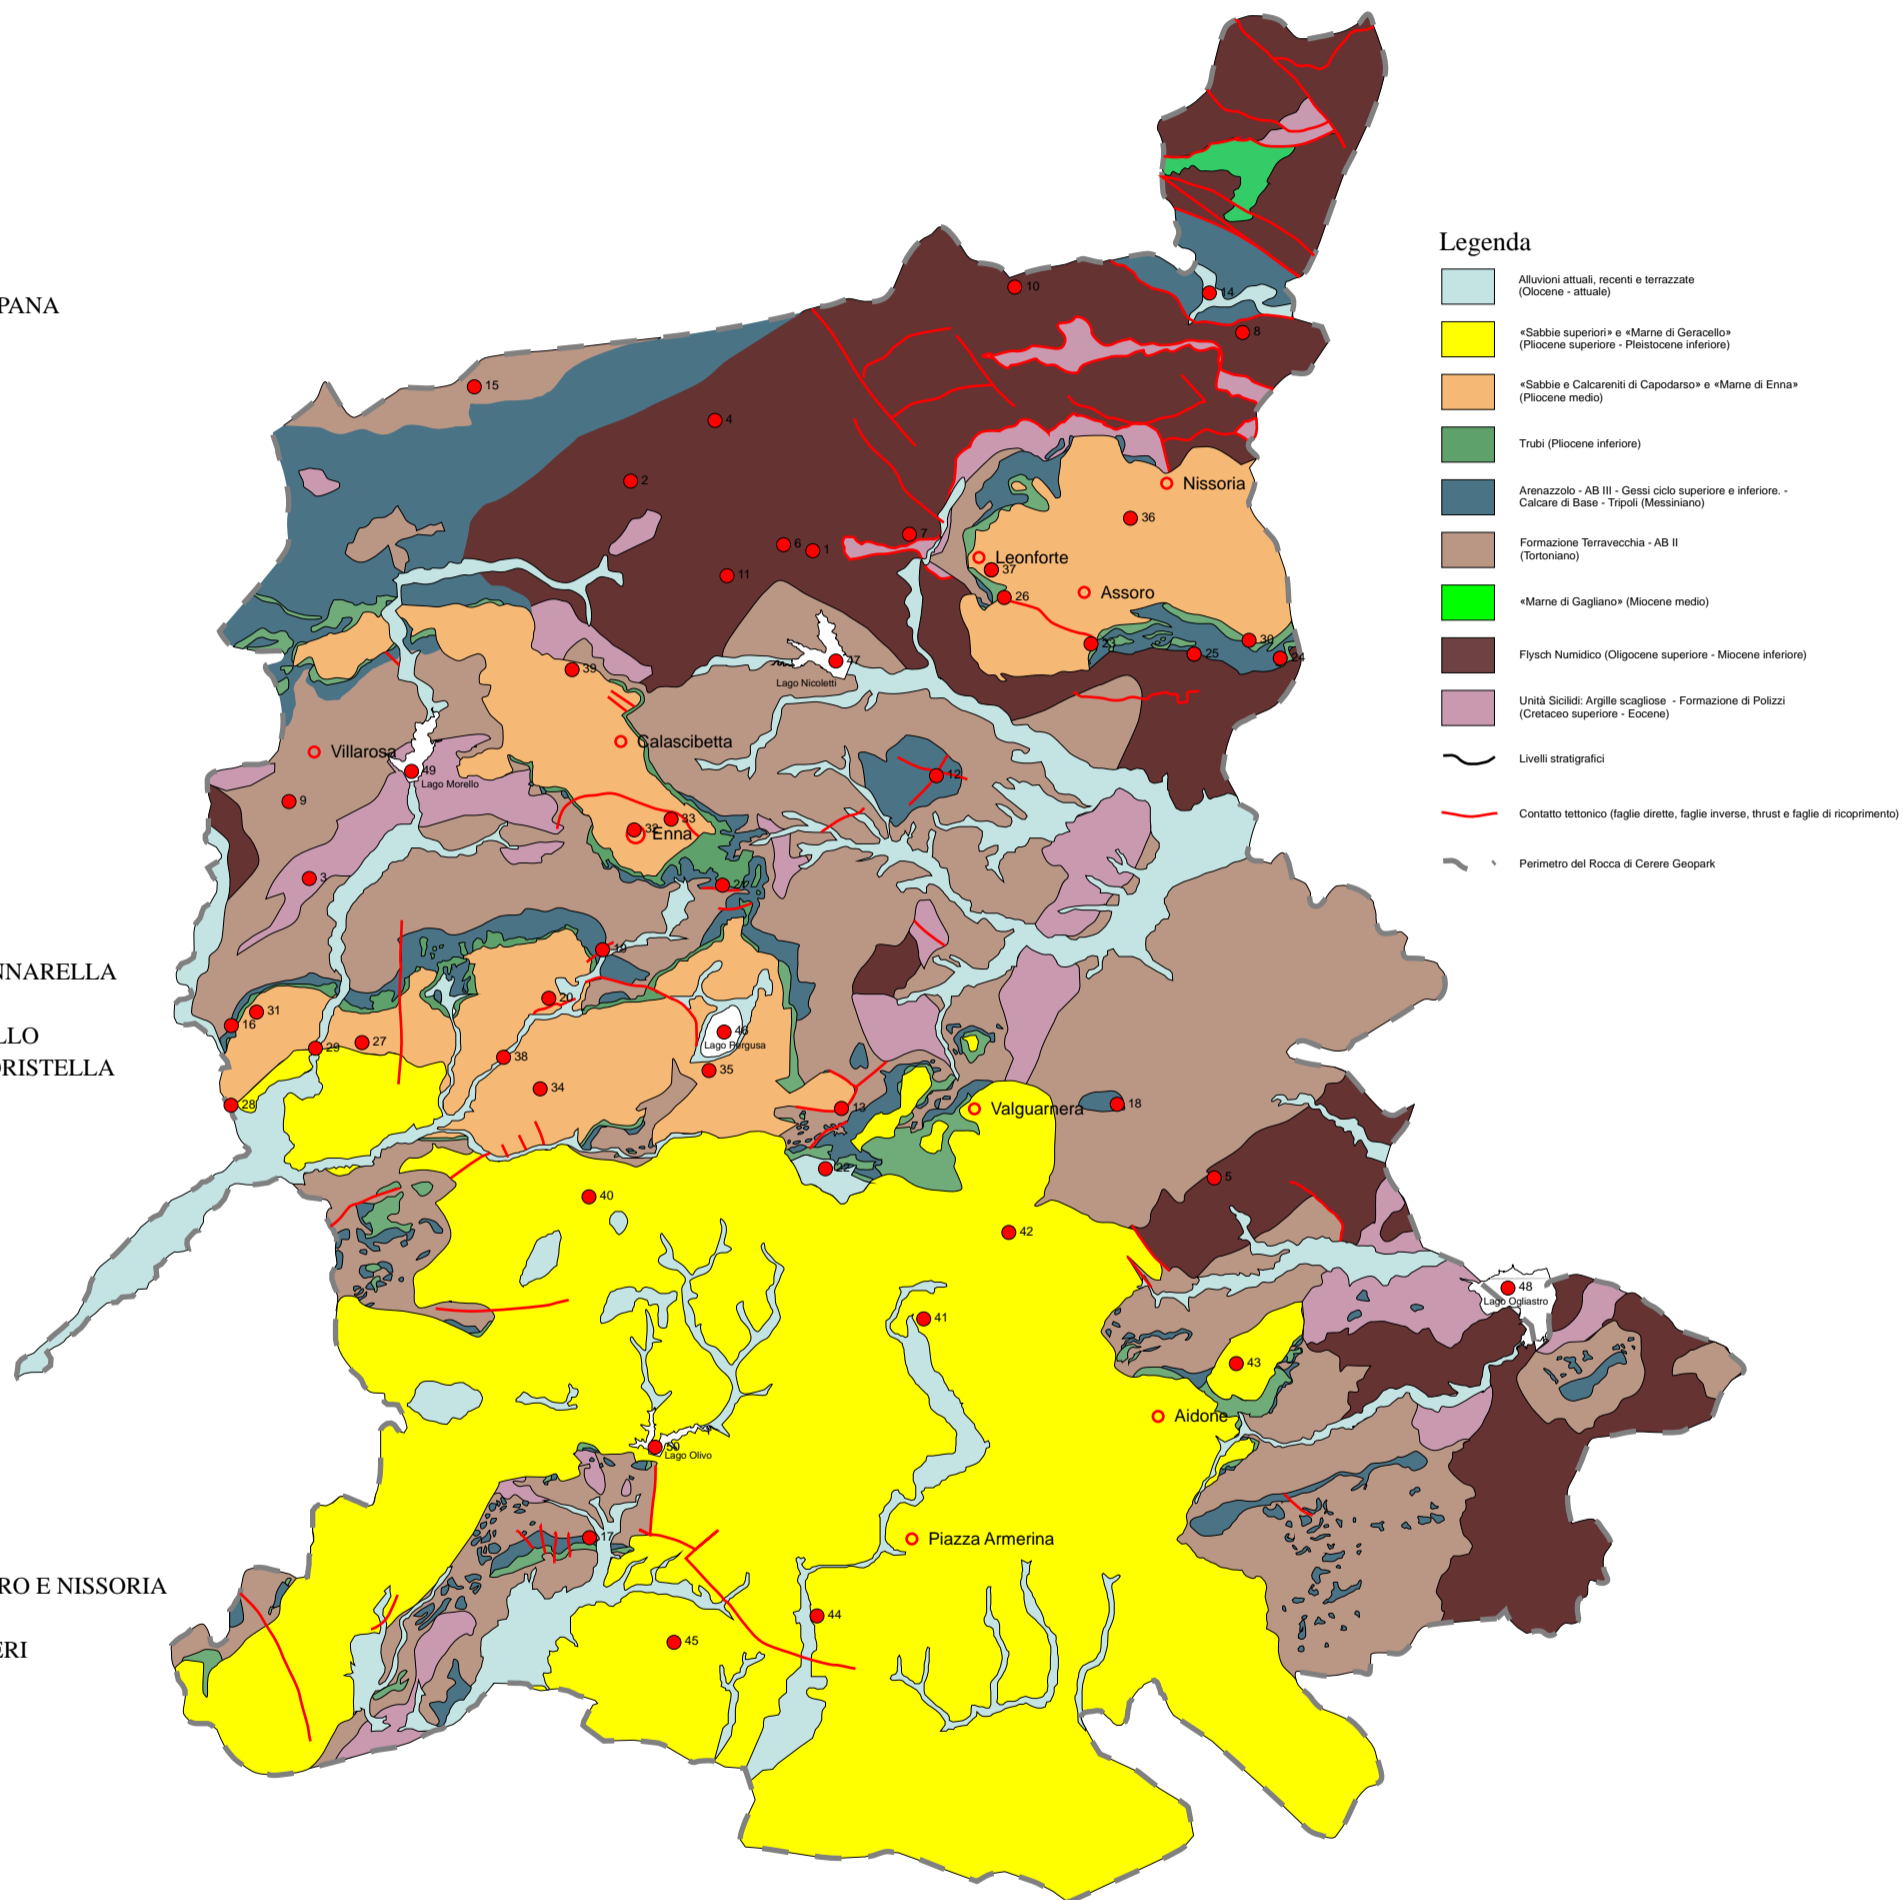 PANA
NNARELLA
LLO
ORISTELLA
RO E NISSORIA
ERI
10
14
8
15
4
2
Nissoria
36
7
6
1
Leonforte
37
11
26
Assoro
23
30
25
24
47
Lago Nicoletti
39
Calascibetta
Villarosa
49
Lago Morello
12
9
33
32
Enna
3
21
19
20
31
16
29
27
46
Lago Pergusa
38
35
34
28
13
Valguarnera
18
22
5
40
42
48
Lago Ogliastro
41
43
Aidone
50
Lago Olivo
17
Piazza Armerina
44
45
Legenda
Alluvioni attuali, recenti e terrazzate
(Olocene - attuale)
«Sabbie superiori» e «Marne di Geracello»
(Pliocene superiore - Pleistocene inferiore)
«Sabbie e Calcareniti di Capodarso» e «Marne di Enna»
(Pliocene medio)
Trubi (Pliocene inferiore)
Arenazzolo - AB III - Gessi ciclo superiore e inferiore. -
Calcare di Base - Tripoli (Messiniano)
Formazione Terravecchia - AB II
(Tortoniano)
«Marne di Gagliano» (Miocene medio)
Flysch Numidico (Oligocene superiore - Miocene inferiore)
Unità Sicilidi: Argille scagliose - Formazione di Polizzi
(Cretaceo superiore - Eocene)
Livelli stratigrafici
Contatto tettonico (faglie dirette, faglie inverse, thrust e faglie di ricoprimento)
Perimetro del Rocca di Cerere Geopark